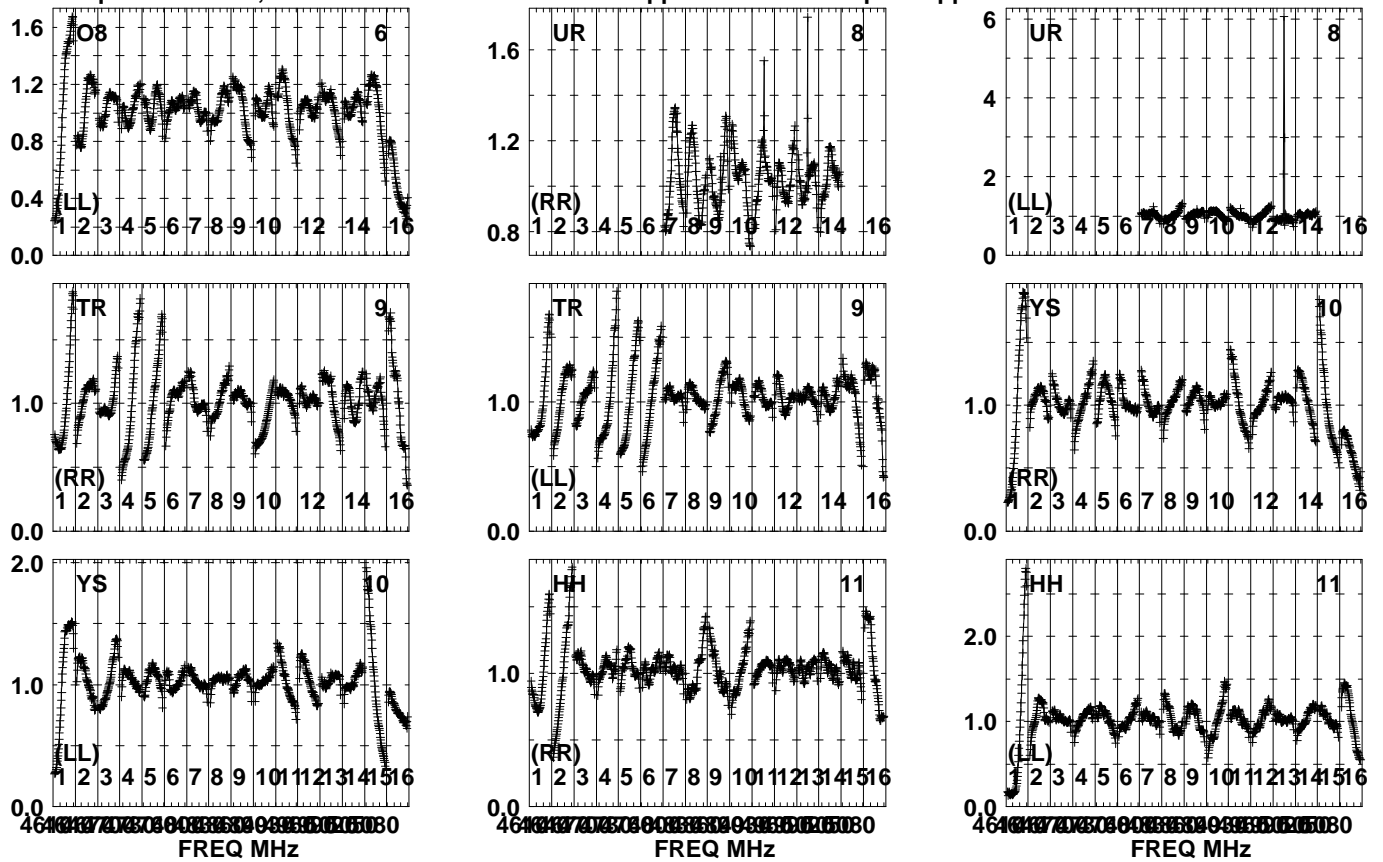 1.6 O8 6
1.2
0.8
0.4 (LL)
1 2 3 4 5 6 7 8 9 10 12 14 16
0.0
UR 8
1.6
1.2
(RR)
1 2 3 4 5 6 7 8 9 10 12 14 16
0.8
6 UR 8
4
2
(LL)
1 2 3 4 5 6 7 8 9 10 12 14 16
0
TR 9
1.0
(RR)
1 2 3 4 5 6 7 8 9 10 12 14 16
0.0
TR 9
1.0
(LL)
1 2 3 4 5 6 7 8 9 10 12 14 16
0.0
YS 10
1.0
(RR)
1 2 3 4 5 6 7 8 9 10 12 14 16
0.0
2.0 YS 10
1.0
(LL)
1 2 3 4 5 6 7 8 9 10 11 12 13 14 15 16
0.0
FREQ MHz
HH 11
1.0
(RR)
1 2 3 4 5 6 7 8 9 10 11 12 13 14 15 16
0.0
FREQ MHz
HH 11
2.0
1.0
(LL)
1 2 3 4 5 6 7 8 9 10 11 12 13 14 15 16
0.0
FREQ MHz